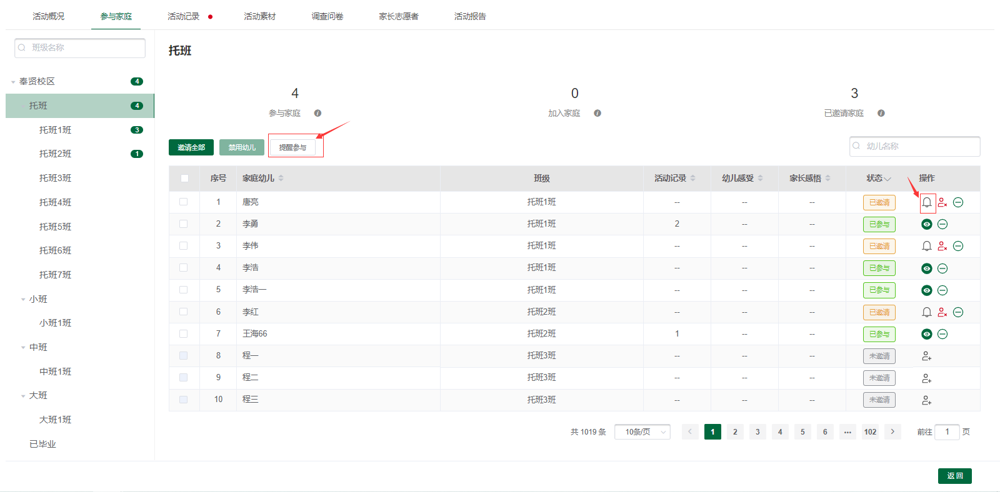 活动概况 参与家庭 活动记录 活动素材 调查问卷 家长志愿者 活动报告
班级名称
奉贤校区 4
托班 4
托班1班 3
托班2班 1
托班3班
托班4班
托班5班
托班6班
托班7班
小班
小班1班
中班
中班1班
大班
大班1班
已毕业
托班
4 0 3
参与家庭 加入家庭 已邀请家庭
邀请全部 禁用幼儿 提醒参与 幼儿名称
序号 家庭幼儿 班级 活动记录 幼儿感受 家长感悟 状态 操作
1 唐亮 托班1班 -- -- -- 已邀请
2 李勇 托班1班 2 -- -- 已参与
3 李伟 托班1班 -- -- -- 已邀请
4 李浩 托班1班 -- -- -- 已参与
5 李浩一 托班1班 -- -- -- 已参与
6 李红 托班2班 -- -- -- 已邀请
7 王海66 托班2班 1 -- -- 已参与
8 程一 托班3班 -- -- -- 未邀请
9 程二 托班3班 -- -- -- 未邀请
10 程三 托班3班 -- -- -- 未邀请
共 1019 条 10条/页 1 2 3 4 5 6 ••• 102 前往 1 页
返回